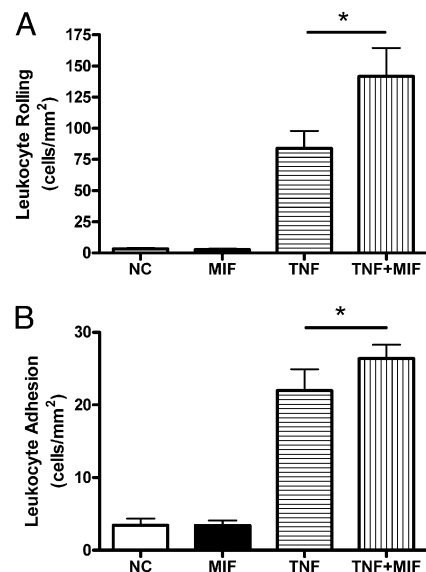 A
Leukocyte Rolling
(cells/mm²)
175
150
125
100
75
50
25
0
*
NC MIF TNF TNF+MIF
B
Leukocyte Adhesion
(cells/mm²)
30
20
10
0
*
NC MIF TNF TNF+MIF